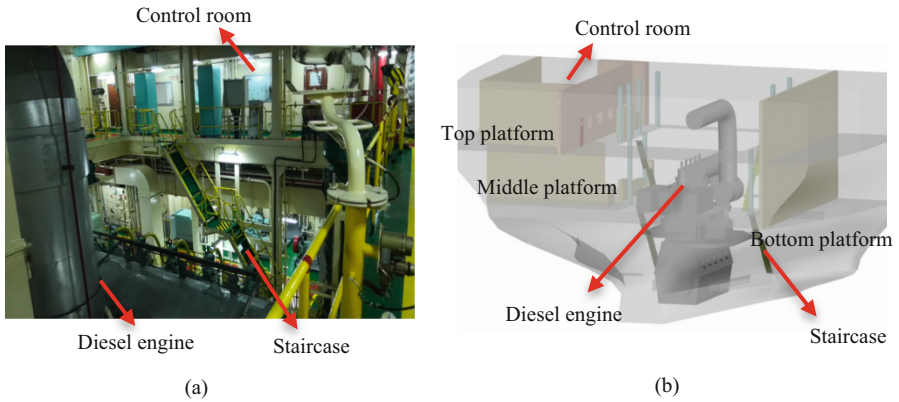 Control room
Control room
Top platform
Middle platform
Bottom platform
Diesel engine
Staircase
Diesel engine
Staircase
(a)
(b)